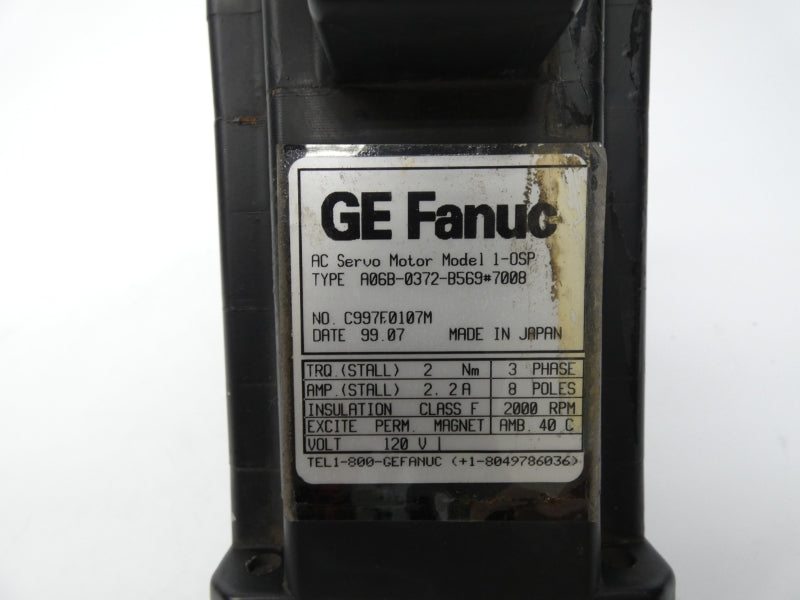 GE Fanuc
AC Servo Motor Model 1-OSP
TYPE A06B-0372-B569#7008
NO. C997E0107M
DATE 99.07 MADE IN JAPAN
TRQ.(STALL) 2 Nm 3 PHASE
AMP.(STALL) 2.2A 8 POLES
INSULATION CLASS F 2000 RPM
EXCITE PERM. MAGNET AMB. 40 C
VOLT 120 V
TEL1-800-GEFANUC (+1-8049786036)